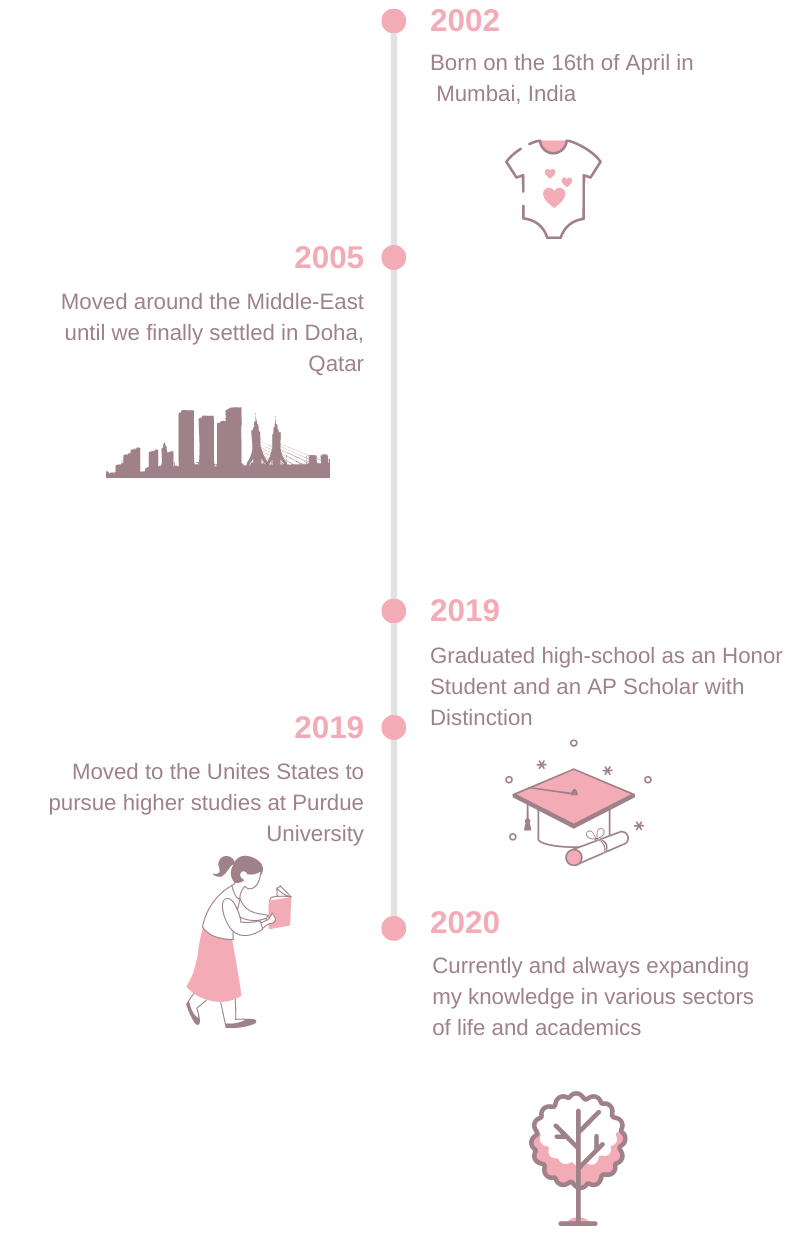 2002
Born on the 16th of April in
Mumbai, India
2005
Moved around the Middle-East
until we finally settled in Doha,
Qatar
2019
Graduated high-school as an Honor
Student and an AP Scholar with
Distinction
2019
Moved to the Unites States to
pursue higher studies at Purdue
University
2020
Currently and always expanding
my knowledge in various sectors
of life and academics